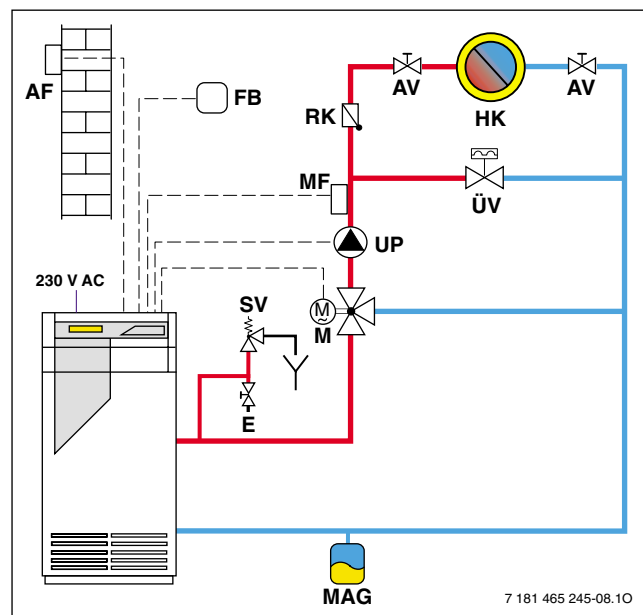 AF
FB
AV
AV
HK
RK
MF
ÜV
UP
230 V AC
SV
M
~
M
E
MAG
7 181 465 245-08.1O